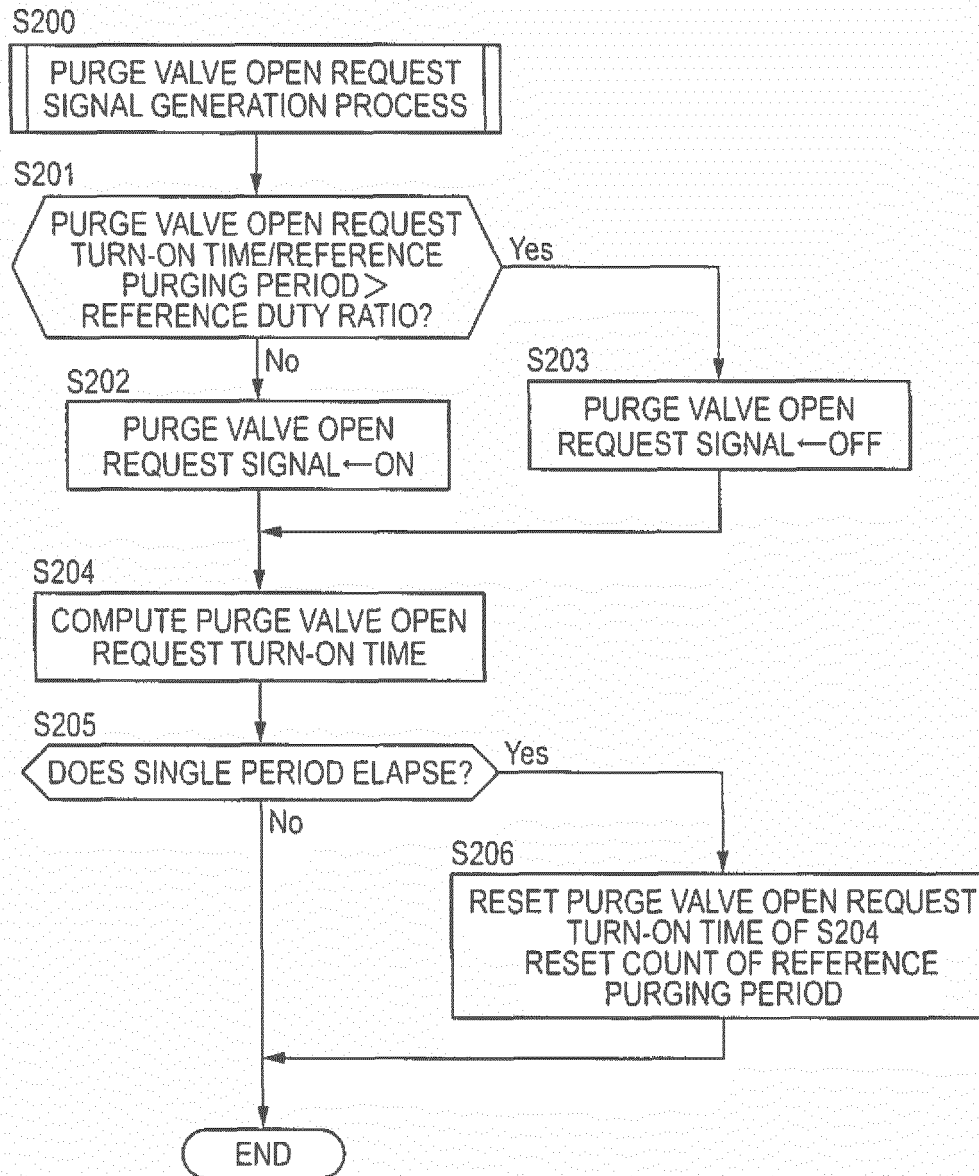 S200
PURGE VALVE OPEN REQUEST
SIGNAL GENERATION PROCESS
S201
PURGE VALVE OPEN REQUEST
TURN-ON TIME/REFERENCE
PURGING PERIOD>
REFERENCE DUTY RATIO?
Yes
No
S202
PURGE VALVE OPEN
REQUEST SIGNAL←ON
S203
PURGE VALVE OPEN
REQUEST SIGNAL←OFF
S204
COMPUTE PURGE VALVE OPEN
REQUEST TURN-ON TIME
S205
DOES SINGLE PERIOD ELAPSE?
Yes
No
S206
RESET PURGE VALVE OPEN REQUEST
TURN-ON TIME OF S204
RESET COUNT OF REFERENCE
PURGING PERIOD
END